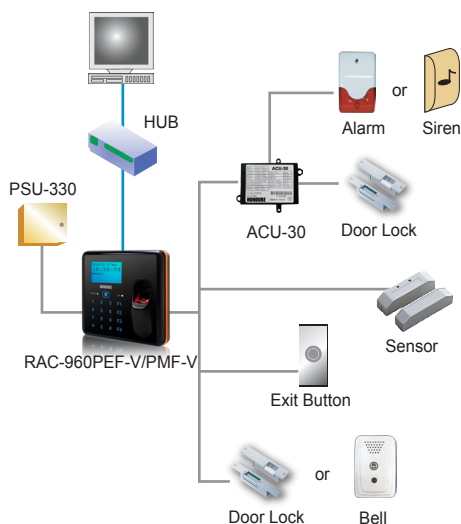 HUB
or
Alarm
Siren
PSU-330
ACU-30
HUNDURE
ACU-30
Door Lock
RAC-960PEF-V/PMF-V
Sensor
Exit Button
or
Door Lock
Bell